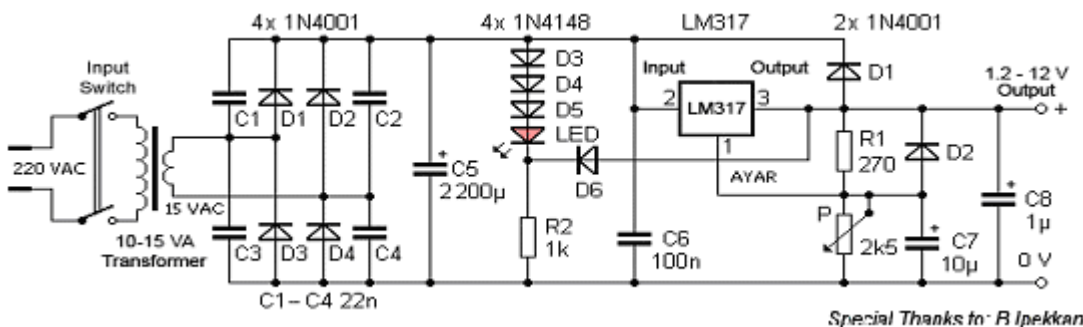 4x 1N4001
4x 1N4148
LM317
2x 1N4001
Input
Switch
220 VAC
15 VAC
10-15 VA
Transformer
C1
D1
D2
C2
C3
D3
D4
C4
C1 – C4 22n
+
C5
2200µ
D3
D4
D5
LED
D6
R2
1k
Input
Output
2
LM317
3
1
AYAR
C6
100n
D1
R1
270
D2
P
2k5
+
C7
10µ
1.2 - 12 V
Output
+
+
C8
1µ
0 V
Special Thanks to: B.Ipekkan